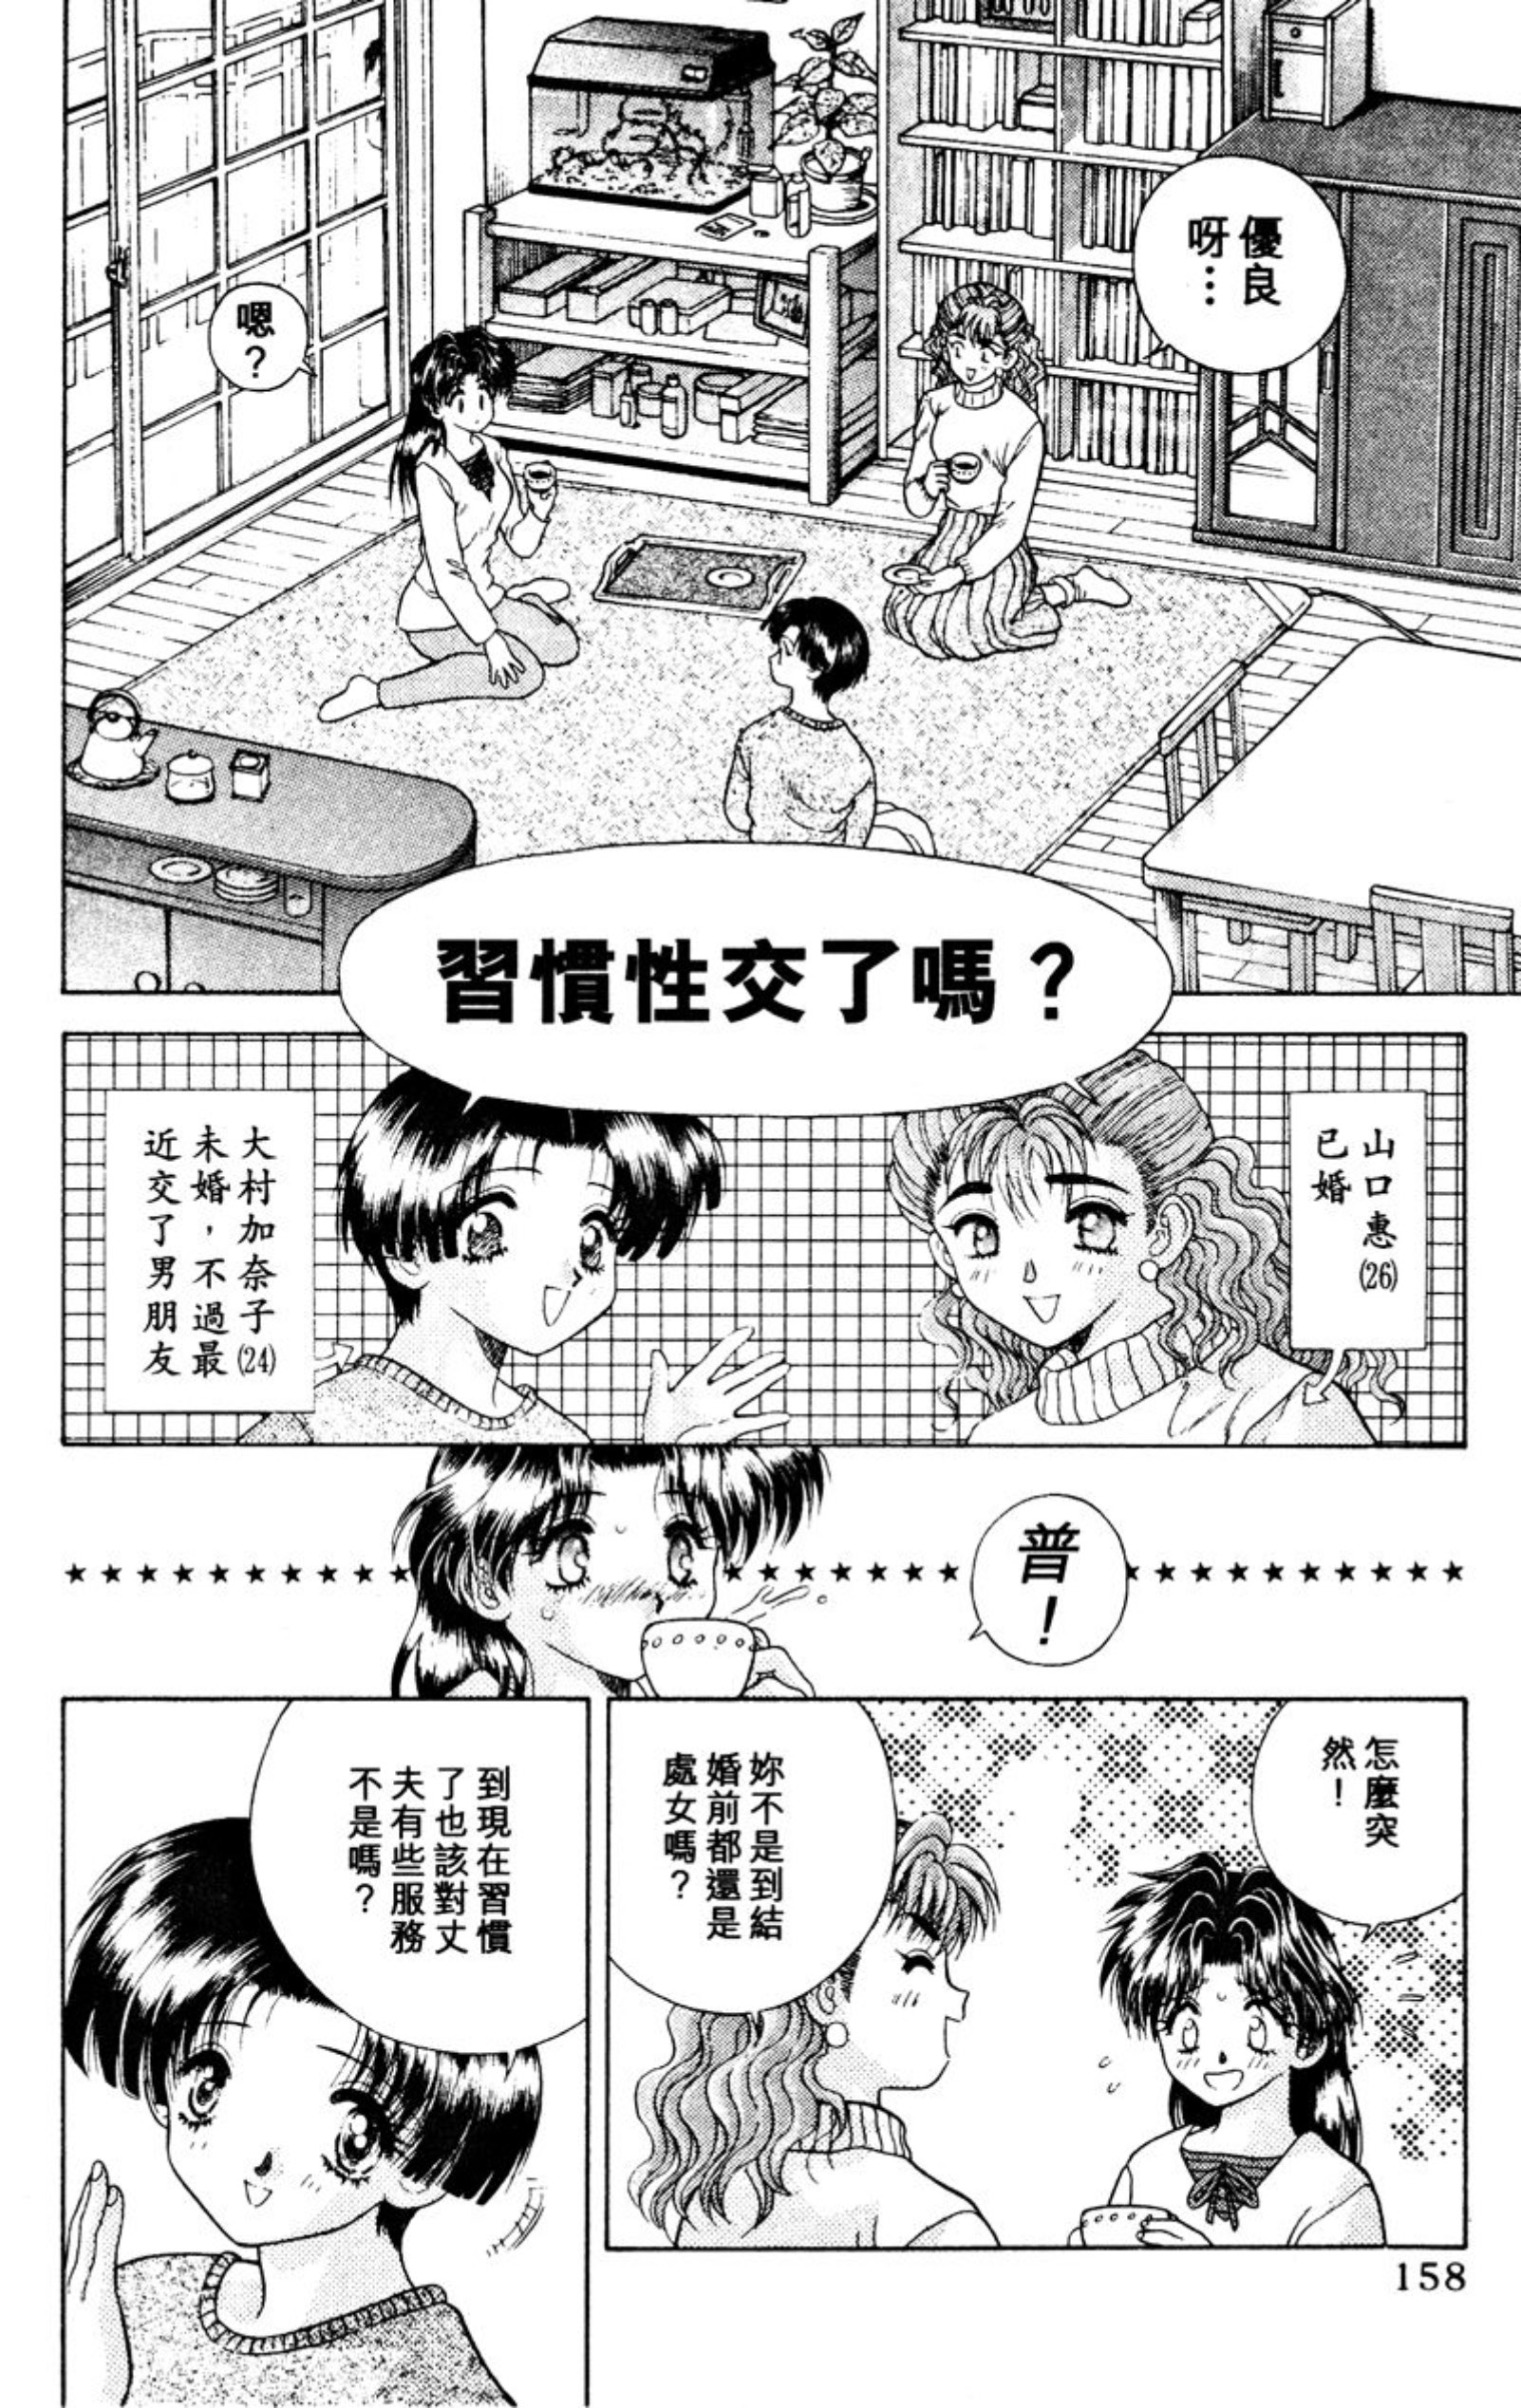 優良
呀…
嗯？
習慣性交了嗎？
山口惠(26)
已婚
大村加奈子(24)
未婚，不過最
近交了男朋友
普！
怎麼突
然！
妳不是到結
婚前都還是
處女嗎？
到現在習慣
了也該對丈
夫有些服務
不是嗎？
158